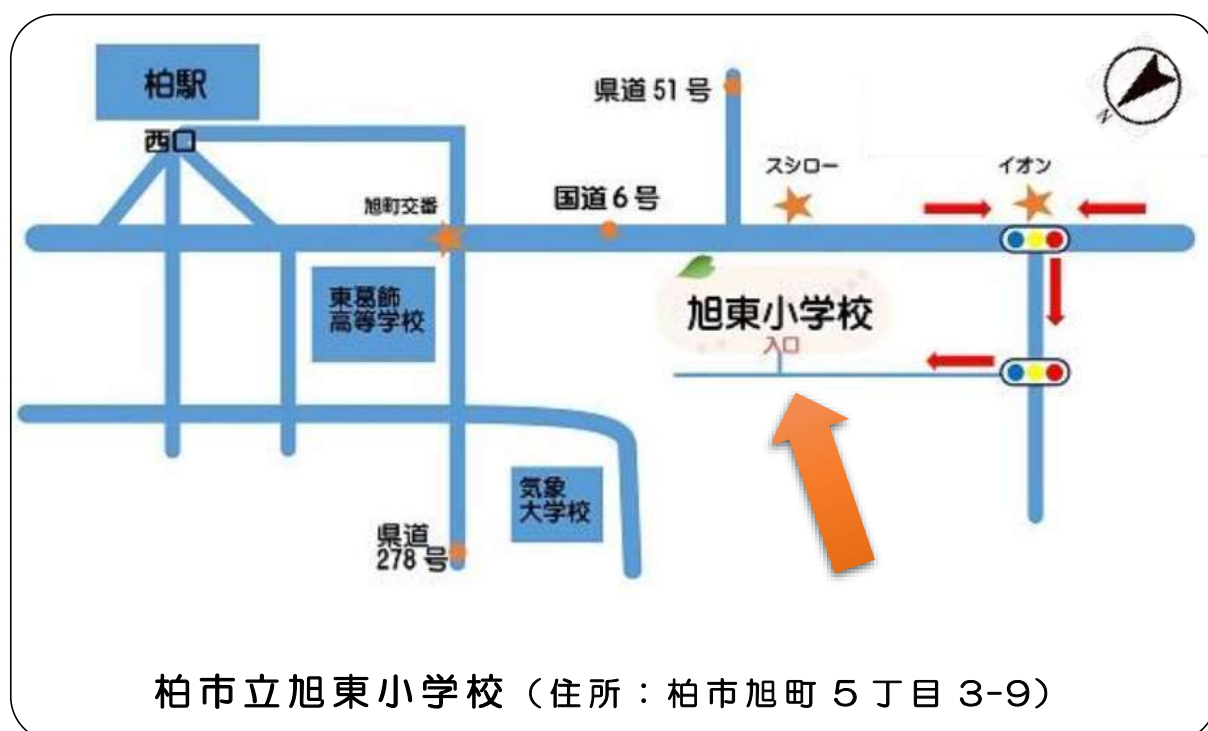 柏駅
西口
県道 51 号
N
スシロー
イオン
旭町交番
国道6号
東葛飾
高等学校
旭東小学校
入口
気象
大学校
県道
278 号
柏市立旭東小学校（住所：柏市旭町 5 丁目 3-9）